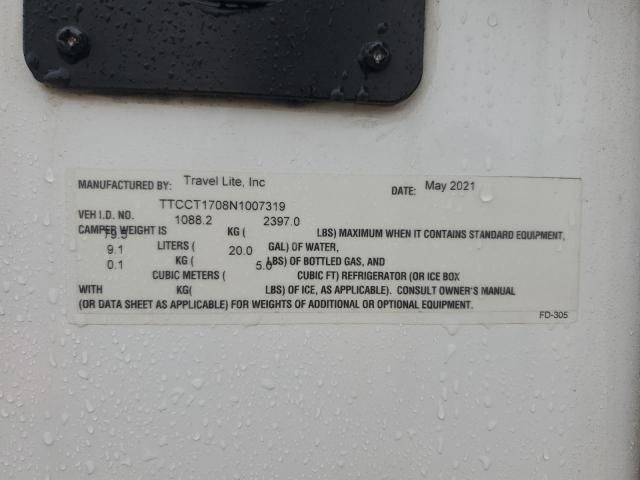 MANUFACTURED BY: Travel Lite, Inc DATE: May 2021
VEH I.D. NO. TTCCT1708N1007319
CAMPER WEIGHT IS 1088.2 KG ( 2397.0 LBS) MAXIMUM WHEN IT CONTAINS STANDARD EQUIPMENT,
79.5 LITERS ( 20.0 GAL) OF WATER,
9.1 LBS) OF BOTTLED GAS, AND
0.1 CUBIC METERS ( 5.0 CUBIC FT) REFRIGERATOR (OR ICE BOX
WITH KG( LBS) OF ICE, AS APPLICABLE). CONSULT OWNER'S MANUAL
(OR DATA SHEET AS APPLICABLE) FOR WEIGHTS OF ADDITIONAL OR OPTIONAL EQUIPMENT.
FD-305